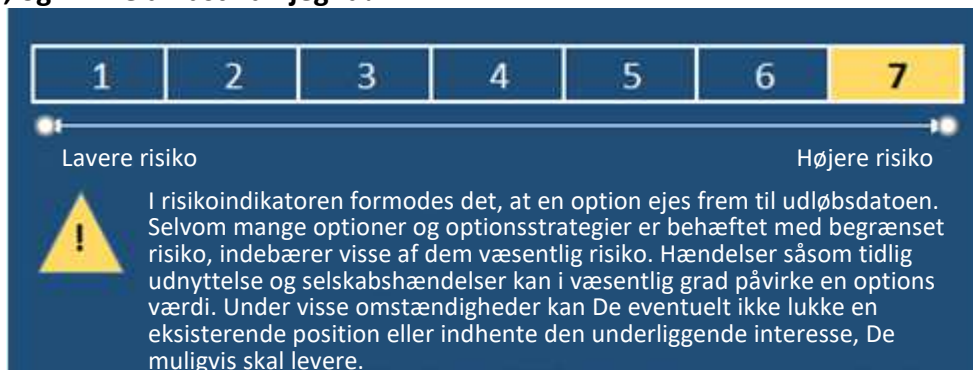 1 2 3 4 5 6 7
Lavere risiko Højere risiko
!
I risikoindikatoren formodes det, at en option ejes frem til udløbsdatoen.
Selvom mange optioner og optionsstrategier er behæftet med begrænset
risiko, indebærer visse af dem væsentlig risiko. Hændelser såsom tidlig
udnyttelse og selskabshændelser kan i væsentlig grad påvirke en options
værdi. Under visse omstændigheder kan De eventuelt ikke lukke en
eksisterende position eller indhente den underliggende interesse, De
muligvis skal levere.